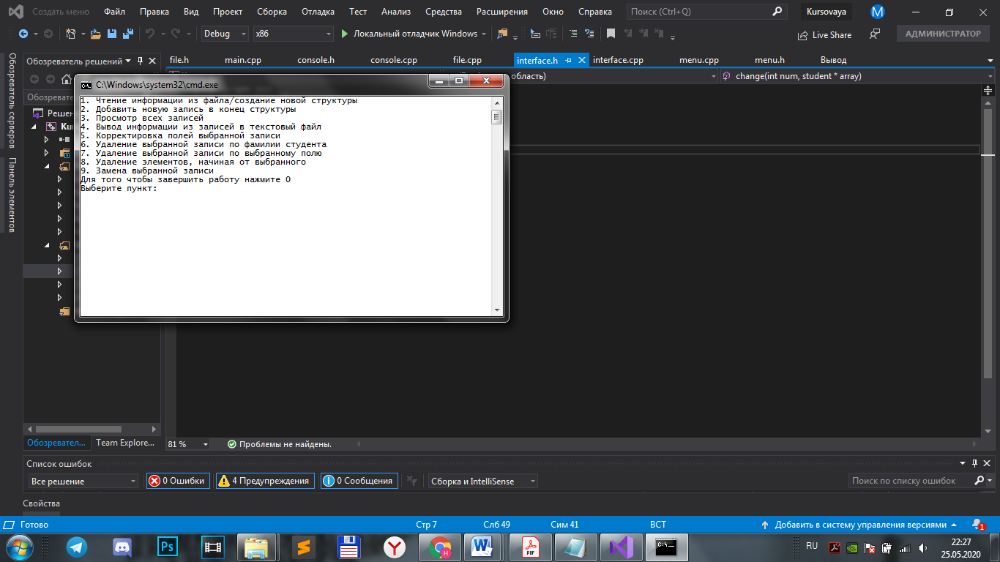 Создать меню Файл Правка Вид Проект Сборка Отладка Тест Анализ Средства Расширения Окно Справка Поиск (Ctrl+Q) Kursovaya M
Debug x86 Локальный отладчик Windows Live Share АДМИНИСТРАТОР
Обозреватель серверов
Панель элементов
Обозреватель решений
file.h main.cpp console.h console.cpp file.cpp interface.h interface.cpp menu.cpp menu.h Вывод
область) change(int num, student * array)
Обозревате
Решен
Ku
C:\Windows\system32\cmd.exe
1. Чтение информации из файла/создание новой структуры
2. Добавить новую запись в конец структуры
3. Просмотр всех записей
4. Вывод информации из записей в текстовый файл
5. Корректировка полей выбранной записи
6. Удаление выбранной записи по фамилии студента
7. Удаление выбранной записи по выбранному полю
8. Удаление элементов, начиная от выбранного
9. Замена выбранной записи
Для того чтобы завершить работу нажмите 0
Выберите пункт:
Обозревател... Team Explore...
81 % Проблемы не найдены.
Список ошибок
Все решение 0 Ошибки 4 Предупреждения 0 Сообщения Сборка и IntelliSense Поиск по списку ошибок
Свойства
Готово Стр 7 Слб 49 Сим 41 ВСТ Добавить в систему управления версиями 1
Ps S Y H W PDF C:\ RU 22:27
25.05.2020